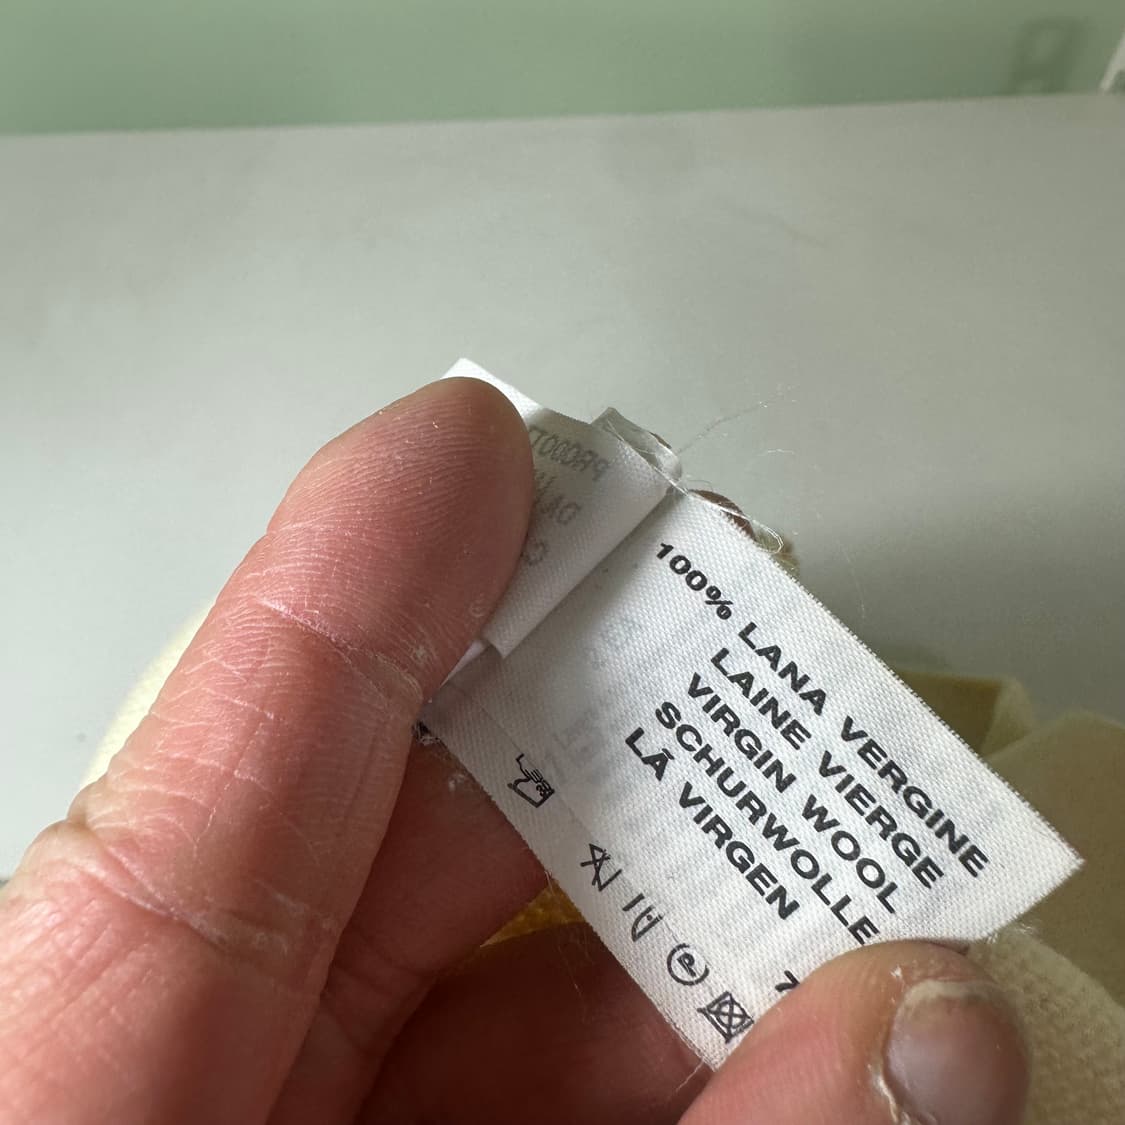 100% LANA VERGINE
LAINE VIERGE
VIRGIN WOOL
SCHURWOLLE
LÃ VIRGEN
P